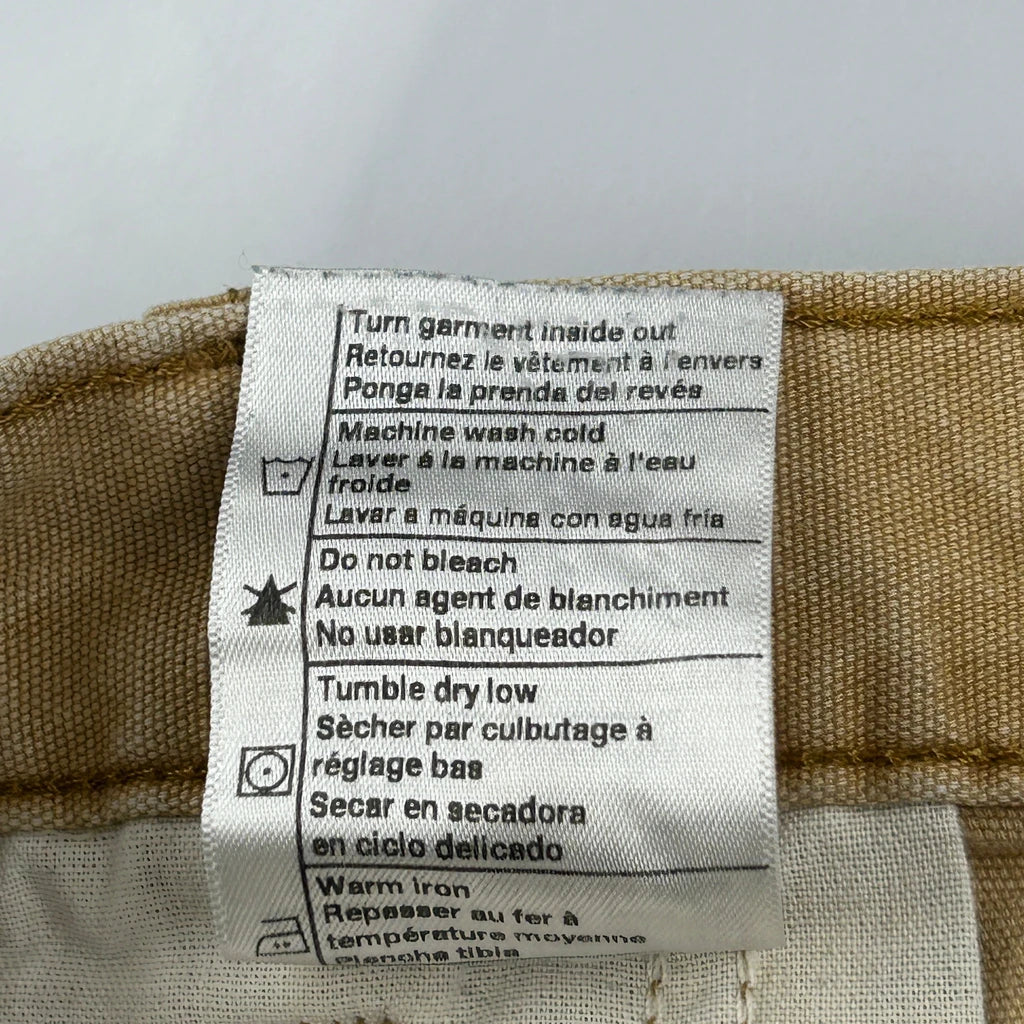 Turn garment inside out
Retournez le vêtement à l'envers
Ponga la prenda del revés
Machine wash cold
Laver á la machine à l'eau
froide
Lavar a máquina con agua fría
Do not bleach
Aucun agent de blanchiment
No usar blanqueador
Tumble dry low
Sècher par culbutage à
réglage bas
Secar en secadora
en ciclo delicado
Warm iron
Repasser au fer à
température moyenne
plancha tibia